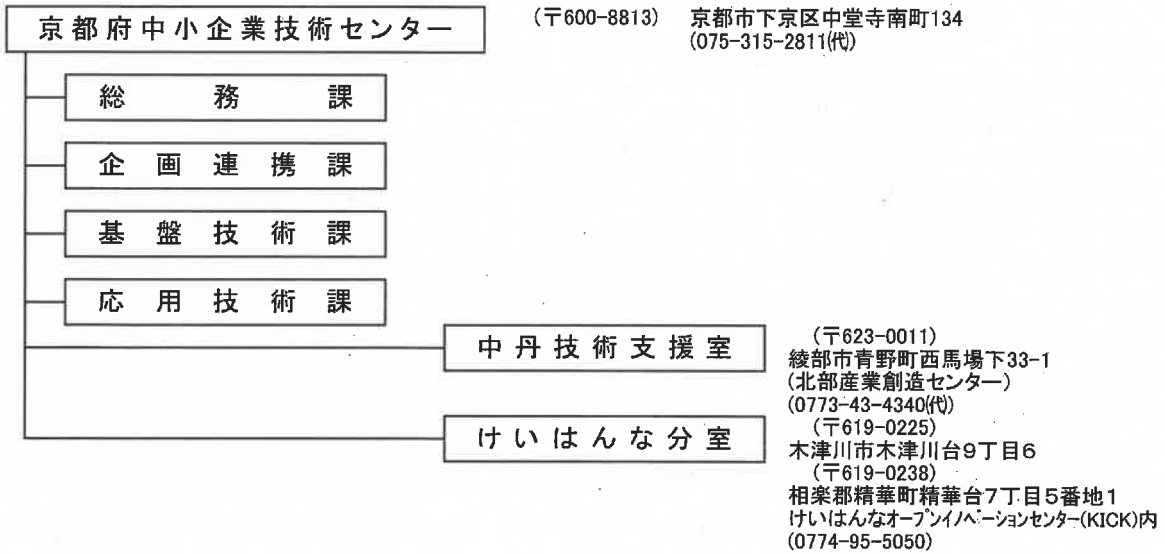 京都府中小企業技術センター
(〒600-8813) 京都市下京区中堂寺南町134
(075-315-2811(代)
総務課
企画連携課
基盤技術課
応用技術課
中丹技術支援室
(〒623-0011)
綾部市青野町西馬場下33-1
(北部産業創造センター)
(0773-43-4340(代)
けいはんな分室
(〒619-0225)
木津川市木津川台9丁目6
(〒619-0238)
相楽郡精華町精華台7丁目5番地1
けいはんなオープンイノベーションセンター(KICK)内
(0774-95-5050)